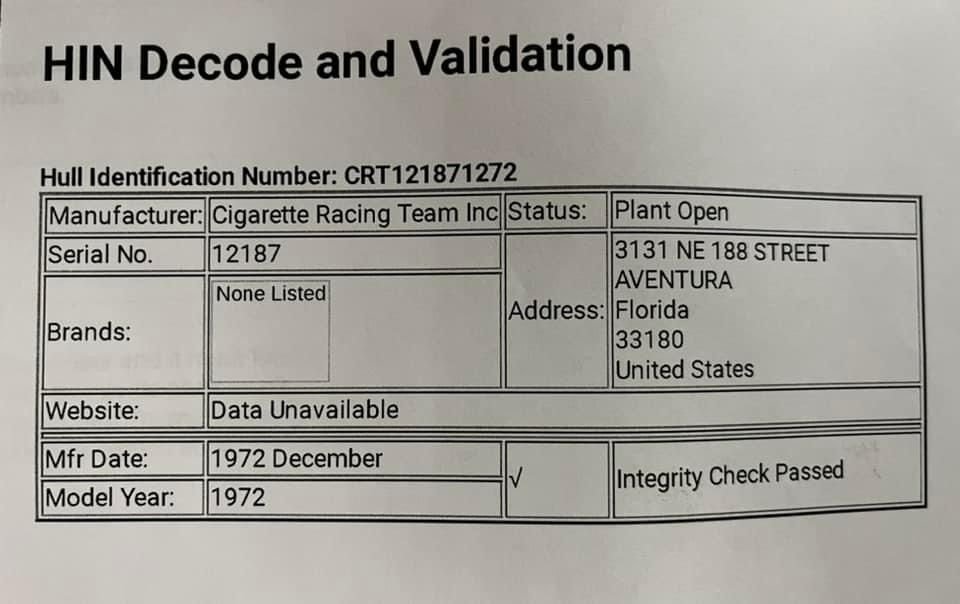 HIN Decode and Validation
Hull Identification Number: CRT121871272
Manufacturer: Cigarette Racing Team Inc Status: Plant Open
Serial No. 12187
Brands: None Listed
Address: 3131 NE 188 STREET
AVENTURA
Florida
33180
United States
Website: Data Unavailable
Mfr Date: 1972 December
Model Year: 1972
√ Integrity Check Passed